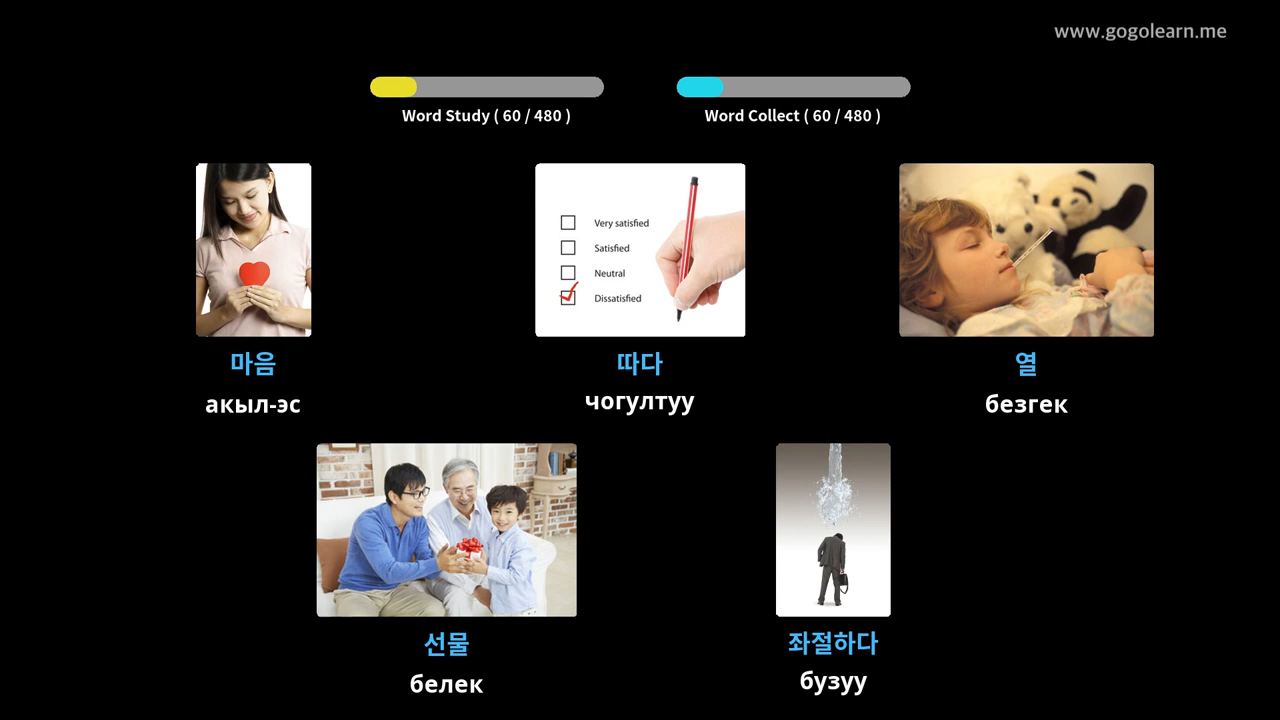 www.gogolearn.me
Word Study ( 60 / 480 )
Word Collect ( 60 / 480 )
Very satisfied
Satisfied
Neutral
Dissatisfied
마음
акыл-эс
따다
чогултуу
열
безгек
선물
белек
좌절하다
бузуу